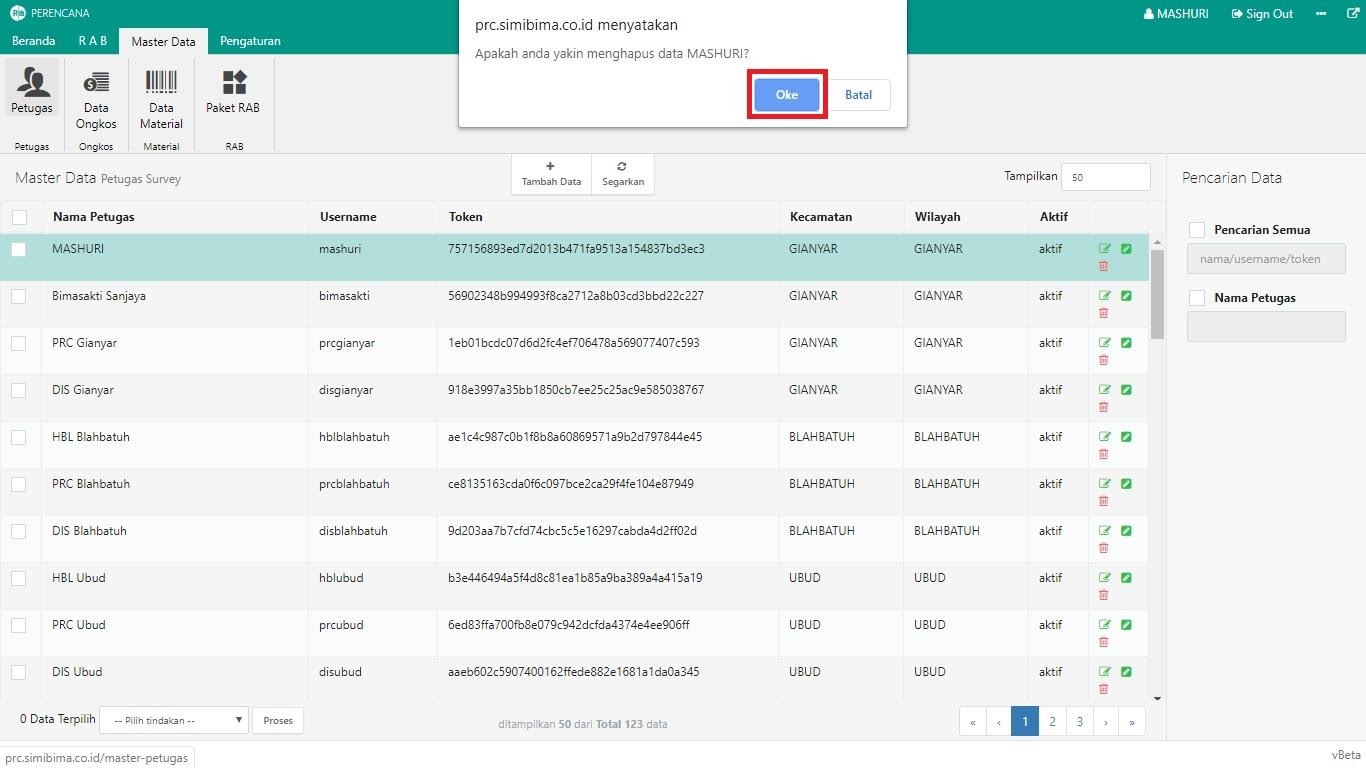 PERENCANA
MASHURI Sign Out
prc.simibima.co.id menyatakan
Apakah anda yakin menghapus data MASHURI?
Oke Batal
Beranda R A B Master Data Pengaturan
Petugas Data Ongkos Data Material Paket RAB
Petugas Ongkos Material RAB
Master Data Petugas Survey
Tambah Data Segarkan
Tampilkan 50
Pencarian Data
Nama Petugas Username Token Kecamatan Wilayah Aktif
MASHURI mashuri 757156893ed7d2013b471fa9513a154837bd3ec3 GIANYAR GIANYAR aktif
Bimasakti Sanjaya bimasakti 56902348b994993f8ca2712a8b03cd3bbd22c227 GIANYAR GIANYAR aktif
PRC Gianyar prcgianyar 1eb01bcdc07d6d2fc4ef706478a569077407c593 GIANYAR GIANYAR aktif
DIS Gianyar disgianyar 918e3997a35bb1850cb7ee25c25ac9e585038767 GIANYAR GIANYAR aktif
HBL Blahbatuh hblblahbatuh ae1c4c987c0b1f8b8a60869571a9b2d797844e45 BLAHBATUH BLAHBATUH aktif
PRC Blahbatuh prcblahbatuh ce8135163cda0f6c097bce2ca29f4fe104e87949 BLAHBATUH BLAHBATUH aktif
DIS Blahbatuh disblahbatuh 9d203aa7b7cfd74cbc5c5e16297cabda4d2ff02d BLAHBATUH BLAHBATUH aktif
HBL Ubud hblubud b3e446494a5f4d8c81ea1b85a9ba389a4a415a19 UBUD UBUD aktif
PRC Ubud prcubud 6ed83ffa700fb8e079c942dcfda4374e4ee906ff UBUD UBUD aktif
DIS Ubud disubud aaeb602c5907400162ffede882e1681a1da0a345 UBUD UBUD aktif
Pencarian Semua
nama/username/token
Nama Petugas
0 Data Terpilih -- Pilih tindakan -- Proses
ditampilkan 50 dari Total 123 data
« ‹ 1 2 3 › »
prc.simibima.co.id/master-petugas
vBeta